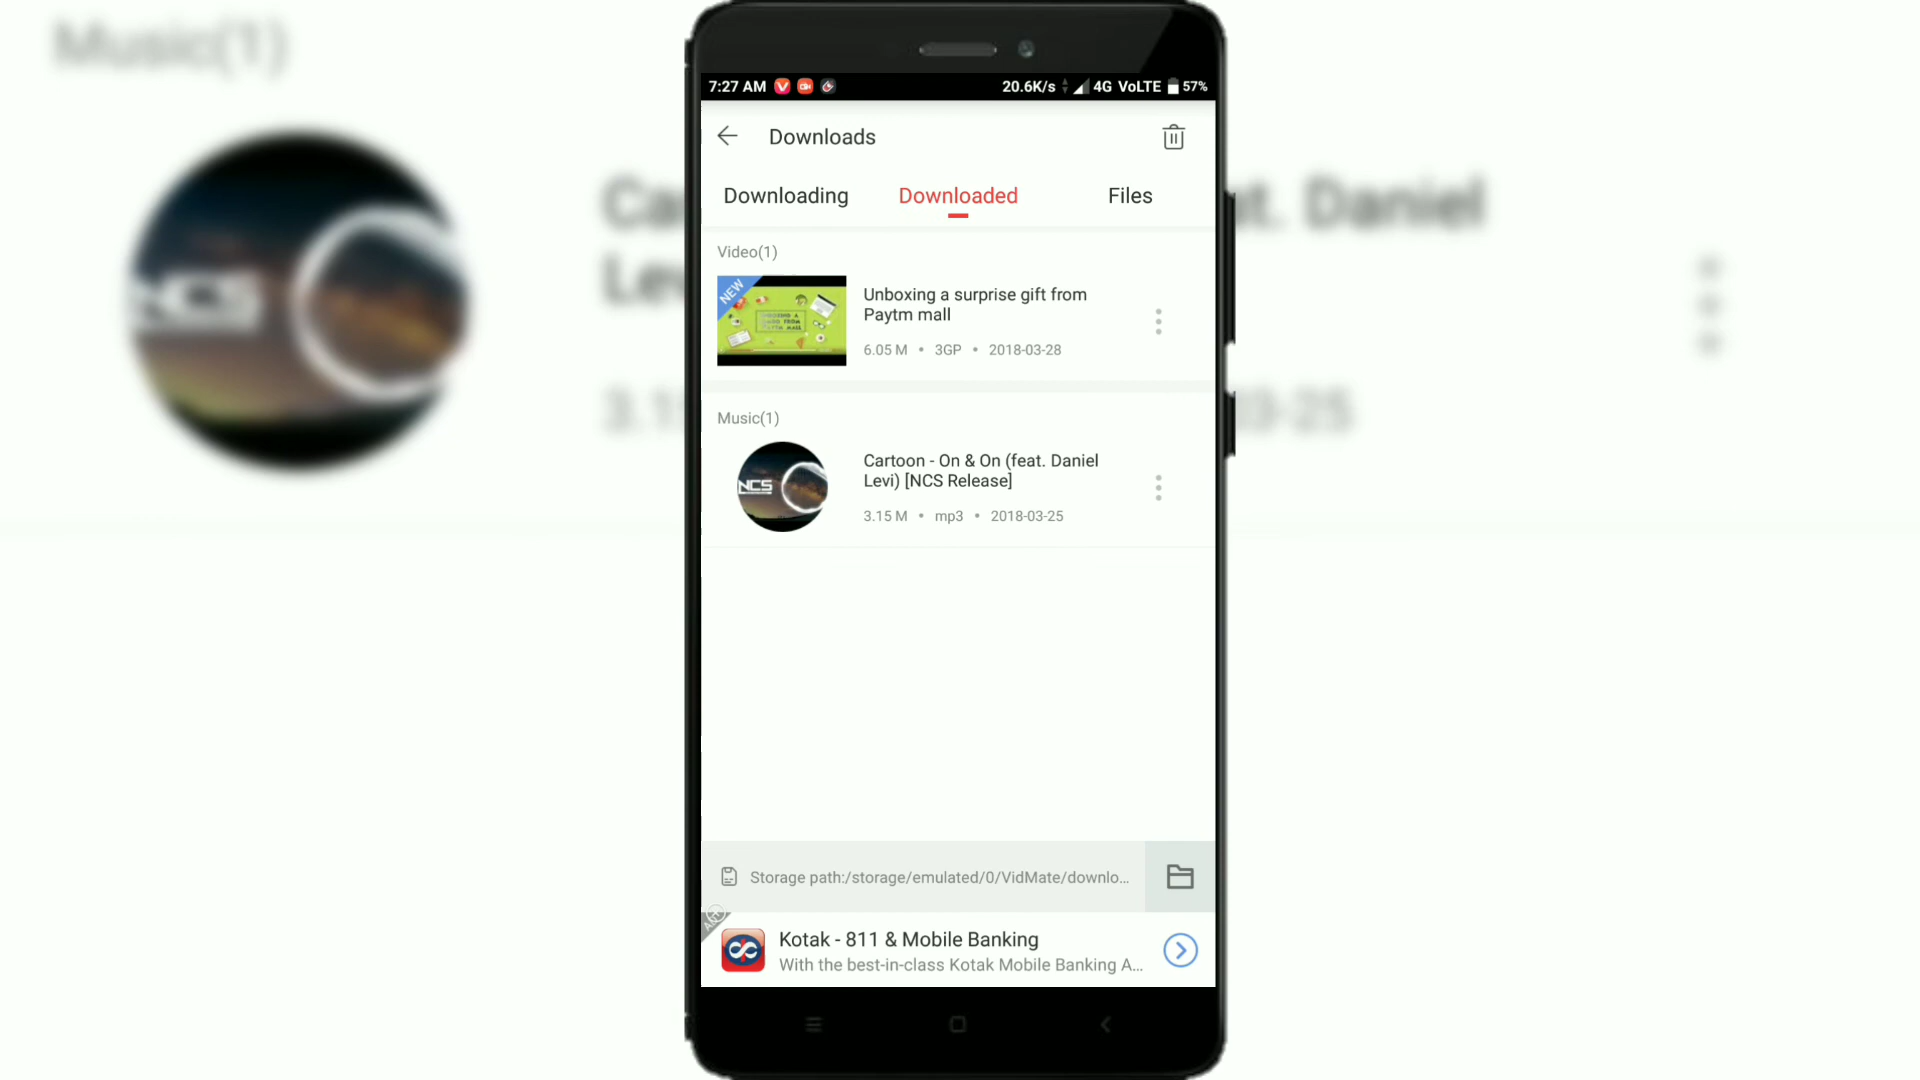 Music(1)
7:27 AM
20.6K/s 4G VoLTE 57%
Downloads
Downloading
Downloaded
Files
Video(1)
NEW
Unboxing a surprise gift from
Paytm mall
6.05 M • 3GP • 2018-03-28
Music(1)
NCS
Cartoon - On & On (feat. Daniel
Levi) [NCS Release]
3.15 M • mp3 • 2018-03-25
Storage path:/storage/emulated/0/VidMate/downlo...
Kotak - 811 & Mobile Banking
With the best-in-class Kotak Mobile Banking A...
NCS
Daniel